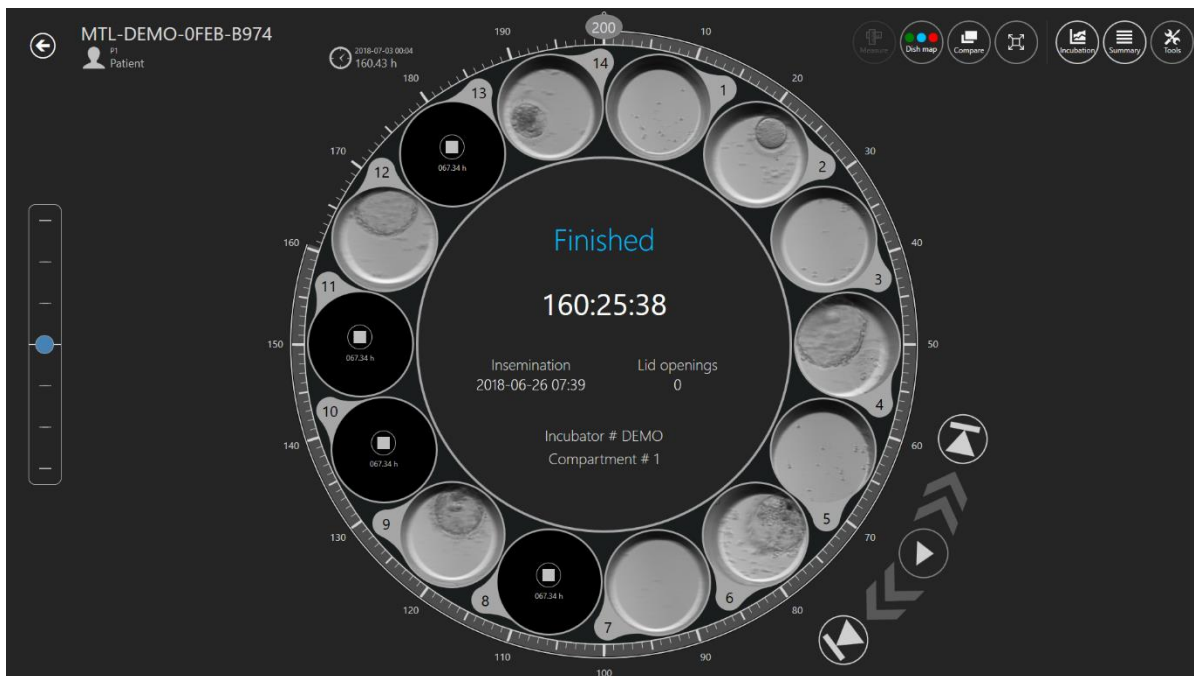 MTL-DEMO-0FEB-B974
P1
Patient
2018-07-03 00:04
160,43 h
Measure
Dish map
Compare
Incubation
Summary
Tools
200
10
20
30
40
50
60
70
80
90
100
110
120
130
140
150
160
170
180
190
14
1
2
3
4
5
6
7
8
067.34 h
9
10
067.34 h
11
067.34 h
12
13
067.34 h
Finished
160:25:38
Insemination
2018-06-26 07:39
Lid openings
0
Incubator # DEMO
Compartment # 1